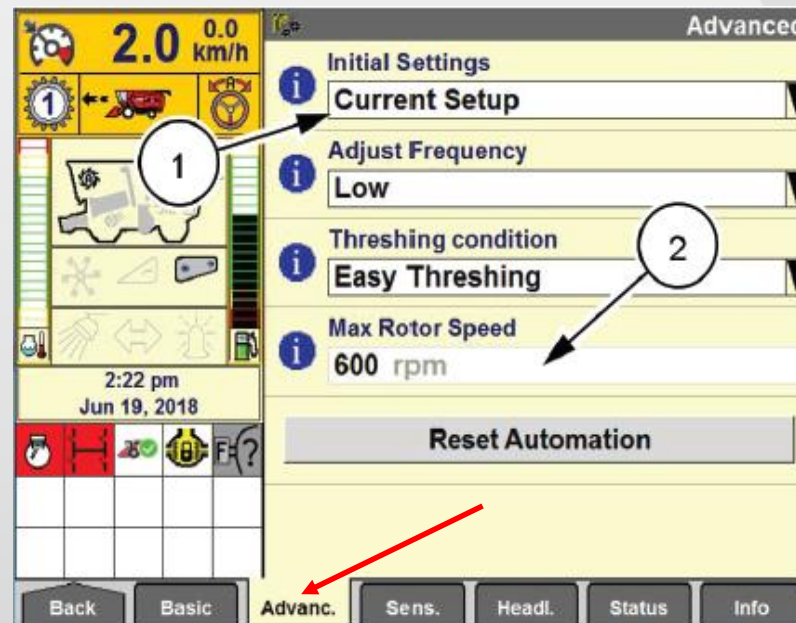 2.0 0.0 km/h
1
2:22 pm
Jun 19, 2018
F ?
Advanced
Initial Settings
Current Setup
1
Adjust Frequency
Low
Threshing condition
Easy Threshing
2
Max Rotor Speed
600 rpm
Reset Automation
Back Basic Advanc. Sens. Headl. Status Info